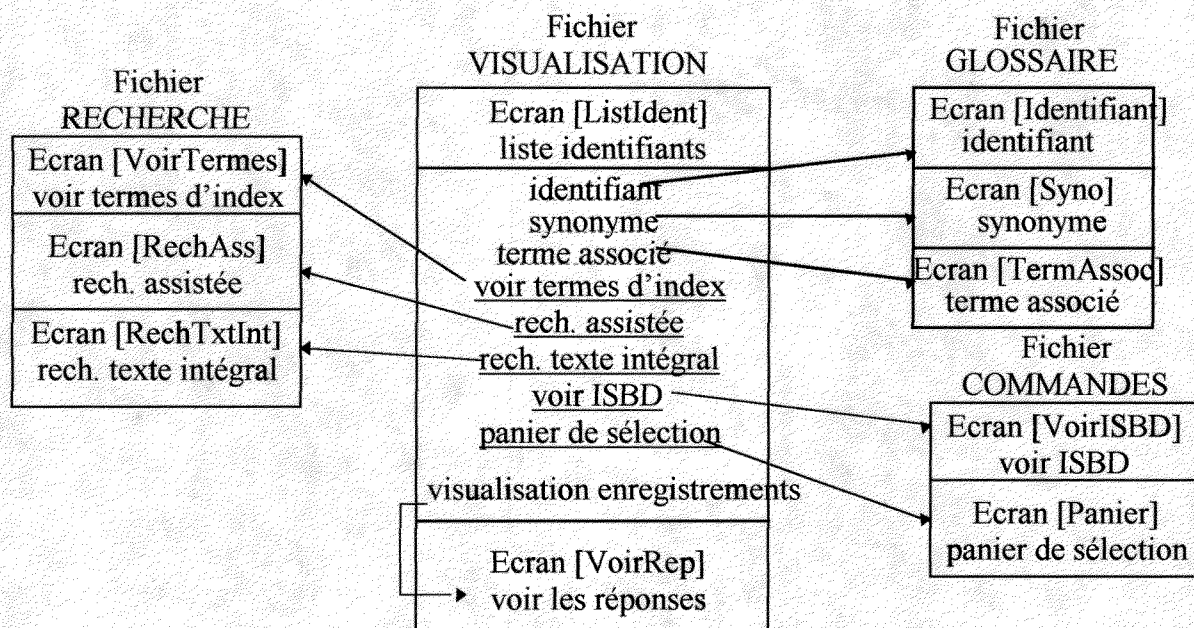 Fichier
RECHERCHE
Ecran [VoirTermes]
voir termes d'index
Ecran [RechAss]
rech. assistée
Ecran [RechTxtInt]
rech. texte intégral
Fichier
VISUALISATION
Ecran [ListIdent]
liste identifiants
identifiant
synonyme
terme associé
voir termes d'index
rech. assistée
rech. texte intégral
voir ISBD
panier de sélection
visualisation enregistrements
Ecran [VoirRep]
voir les réponses
Fichier
GLOSSAIRE
Ecran [Identifiant]
identifiant
Ecran [Syno]
synonyme
Ecran [TermAssoc]
terme associé
Fichier
COMMANDES
Ecran [VoirISBD]
voir ISBD
Ecran [Panier]
panier de sélection